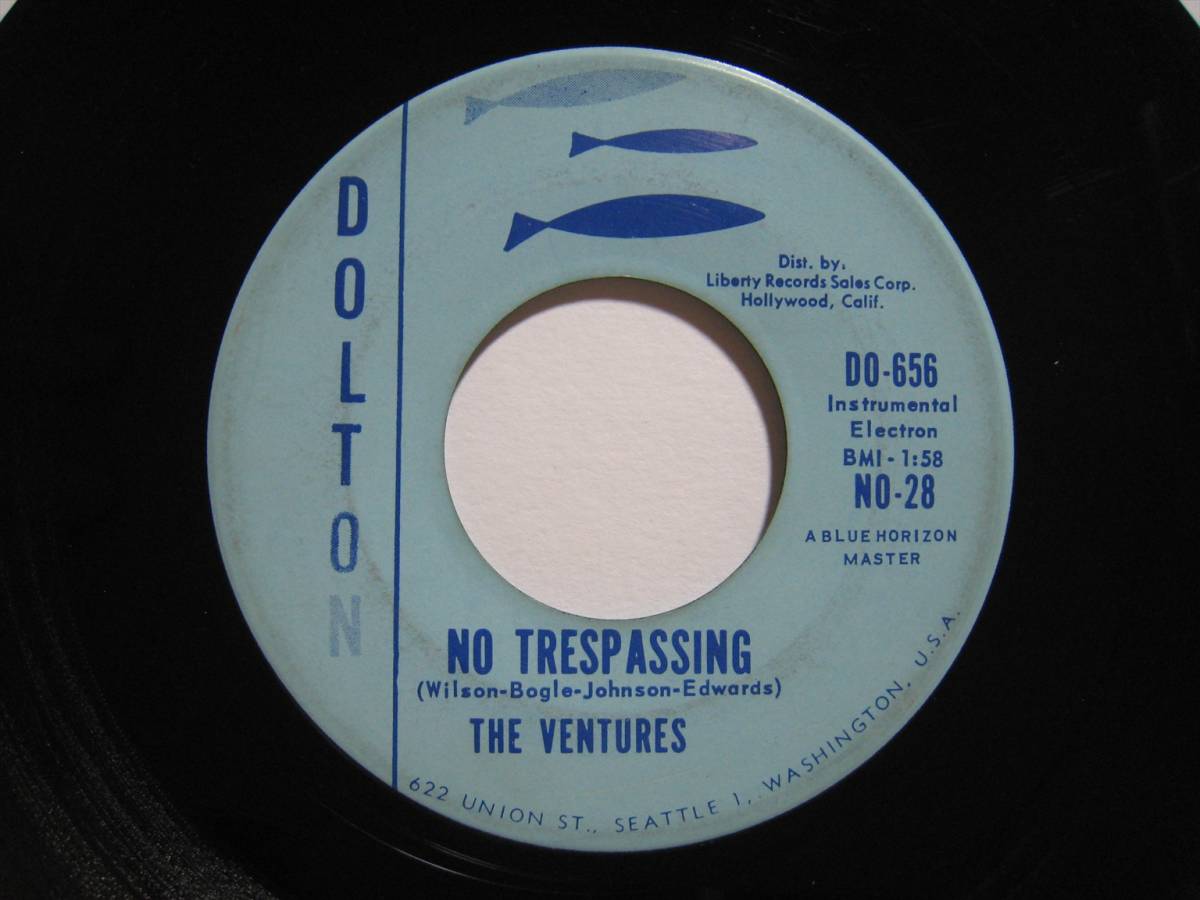 DOLTON
Dist. by:
Liberty Records Sales Corp.
Hollywood, Calif.
DO-656
Instrumental
Electron
BMI - 1:58
NO-28
A BLUE HORIZON
MASTER
NO TRESPASSING
(Wilson-Bogle-Johnson-Edwards)
THE VENTURES
622 UNION ST., SEATTLE 1, WASHINGTON, U.S.A.